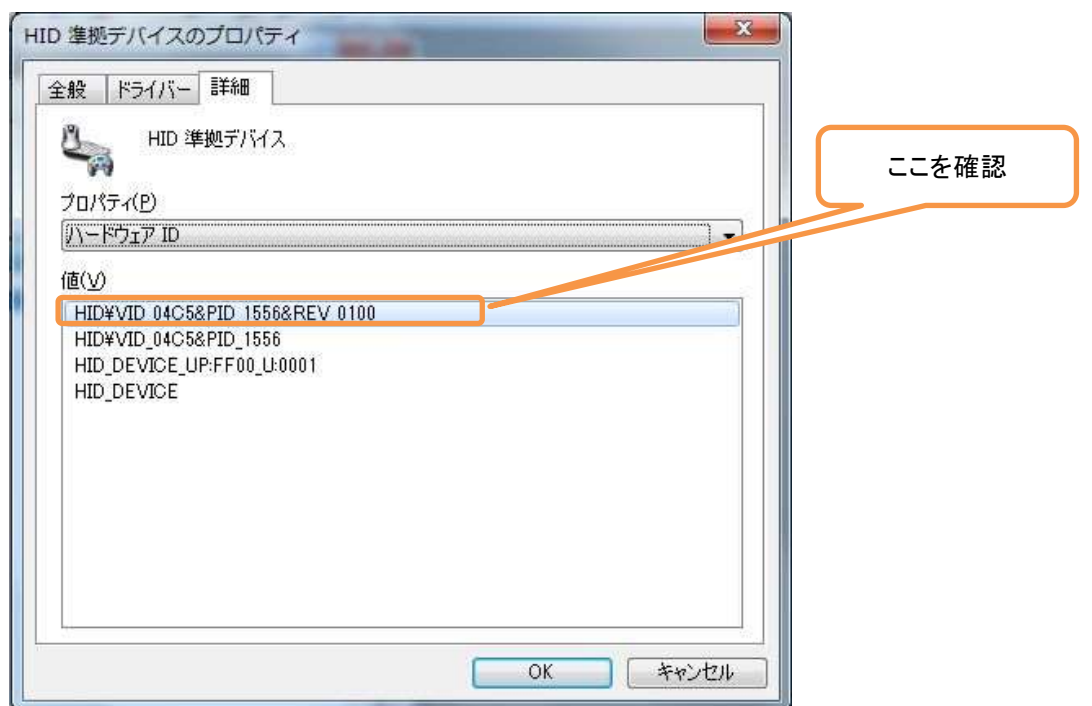 HID 準拠デバイスのプロパティ
全般
ドライバー
詳細
HID 準拠デバイス
プロパティ(P)
ハードウェア ID
値(V)
HID¥VID_04C5&PID_1556&REV_0100
HID¥VID_04C5&PID_1556
HID_DEVICE_UP:FF00_U:0001
HID_DEVICE
OK
キャンセル
ここを確認